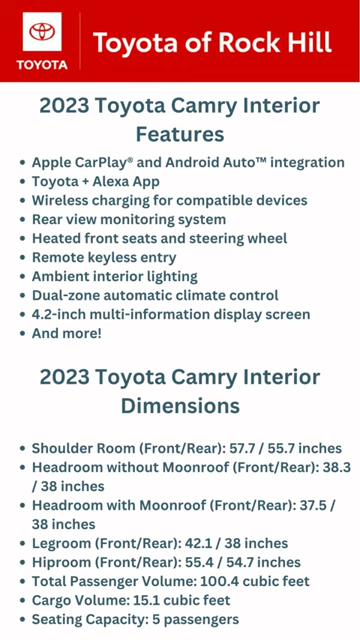 TOYOTA
Toyota of Rock Hill
2023 Toyota Camry Interior
Features
• Apple CarPlay® and Android Auto™ integration
• Toyota + Alexa App
• Wireless charging for compatible devices
• Rear view monitoring system
• Heated front seats and steering wheel
• Remote keyless entry
• Ambient interior lighting
• Dual-zone automatic climate control
• 4.2-inch multi-information display screen
• And more!
2023 Toyota Camry Interior
Dimensions
• Shoulder Room (Front/Rear): 57.7 / 55.7 inches
• Headroom without Moonroof (Front/Rear): 38.3
/ 38 inches
• Headroom with Moonroof (Front/Rear): 37.5 /
38 inches
• Legroom (Front/Rear): 42.1 / 38 inches
• Hiproom (Front/Rear): 55.4 / 54.7 inches
• Total Passenger Volume: 100.4 cubic feet
• Cargo Volume: 15.1 cubic feet
• Seating Capacity: 5 passengers